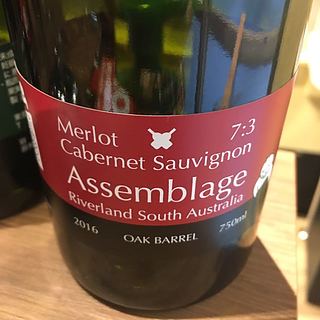 Merlot 7:3
Cabernet Sauvignon
Assemblage
Riverland South Australia
2016 OAK BARREL 750ml